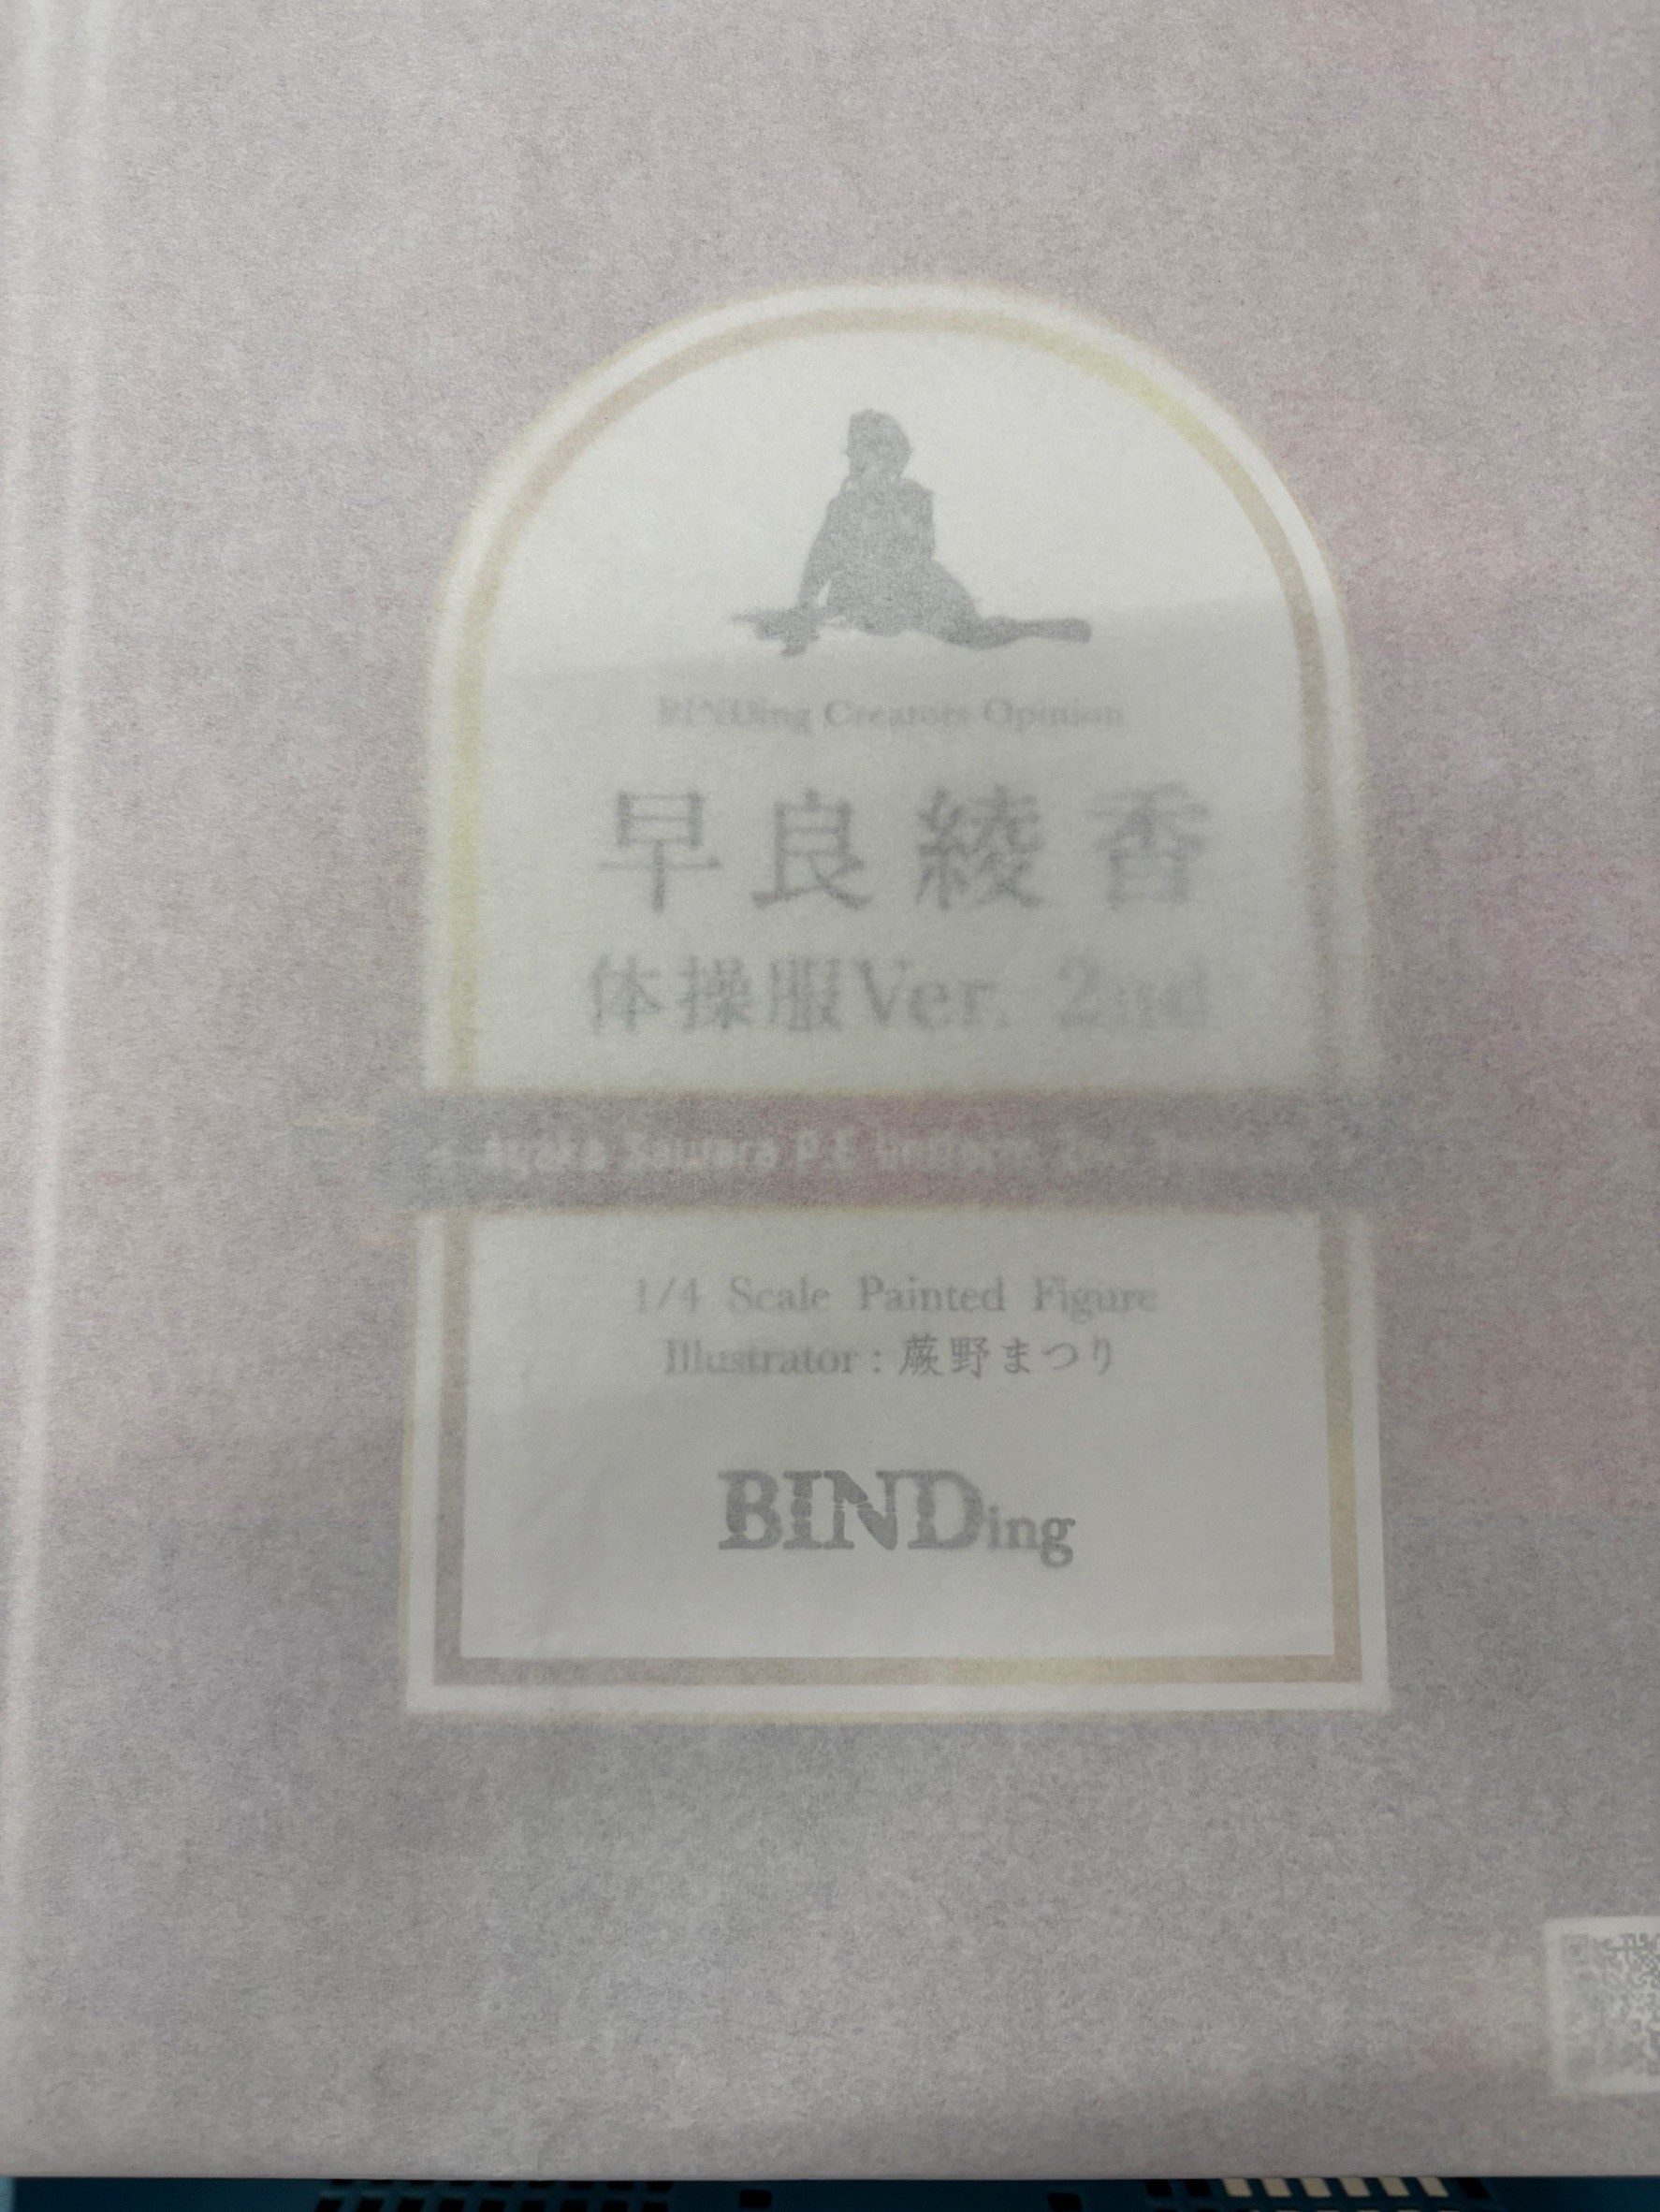 BINDing Creators Opinion
早良綾香
体操服Ver. 2nd
Ayaka Sawara P.E Uniform 2nd
1/4 Scale Painted Figure
Illustrator : 蕨野まつり
BINDing